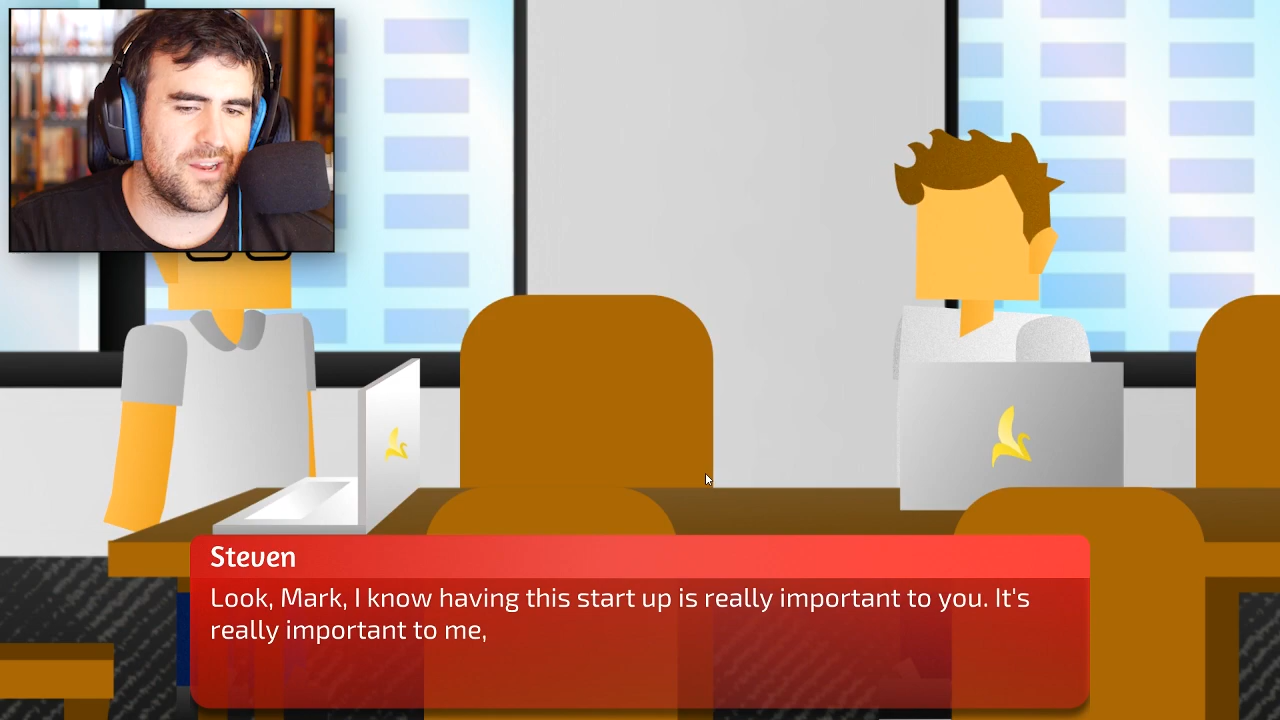 Steven
Look, Mark, I know having this start up is really important to you. It's
really important to me,